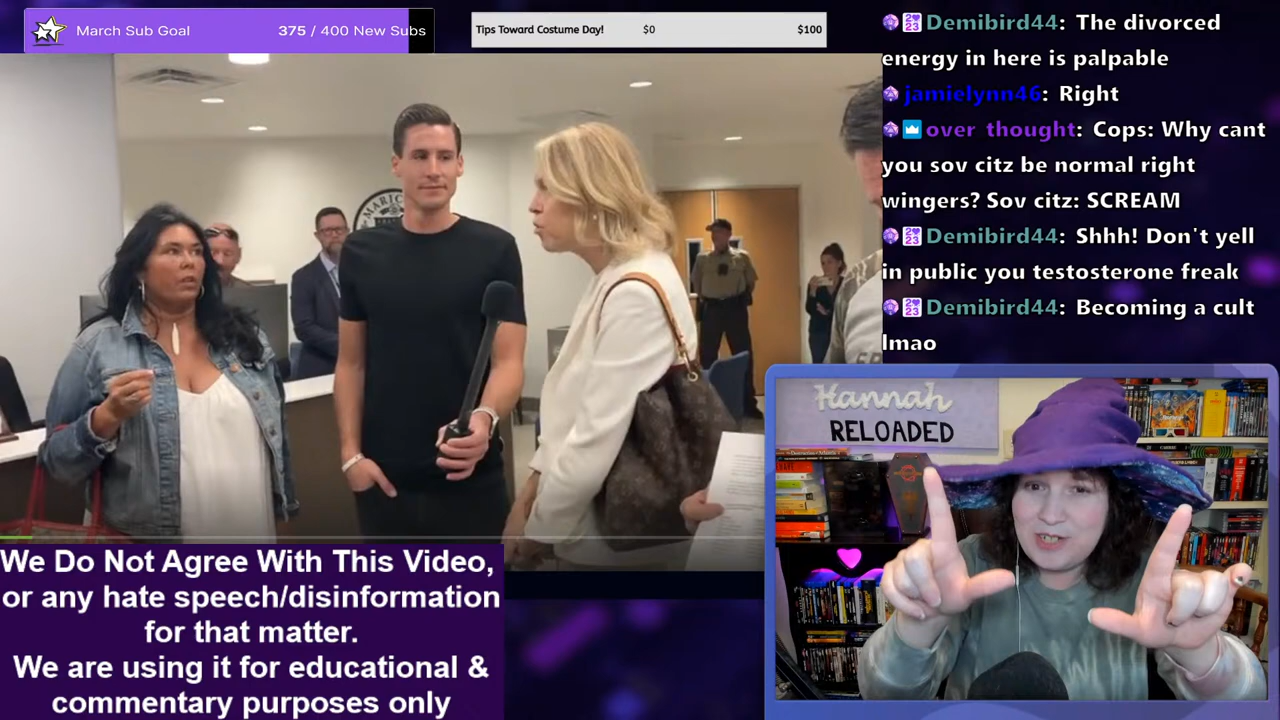 March Sub Goal
375 / 400 New Subs
Tips Toward Costume Day!
$0
$100
Demibird44: The divorced
energy in here is palpable
jamielynn46: Right
over thought: Cops: Why cant
you sov citz be normal right
wingers? Sov citz: SCREAM
Demibird44: Shhh! Don't yell
in public you testosterone freak
Demibird44: Becoming a cult
lmao
MARIC
Hannah
RELOADED
We Do Not Agree With This Video,
or any hate speech/disinformation
for that matter.
We are using it for educational &
commentary purposes only